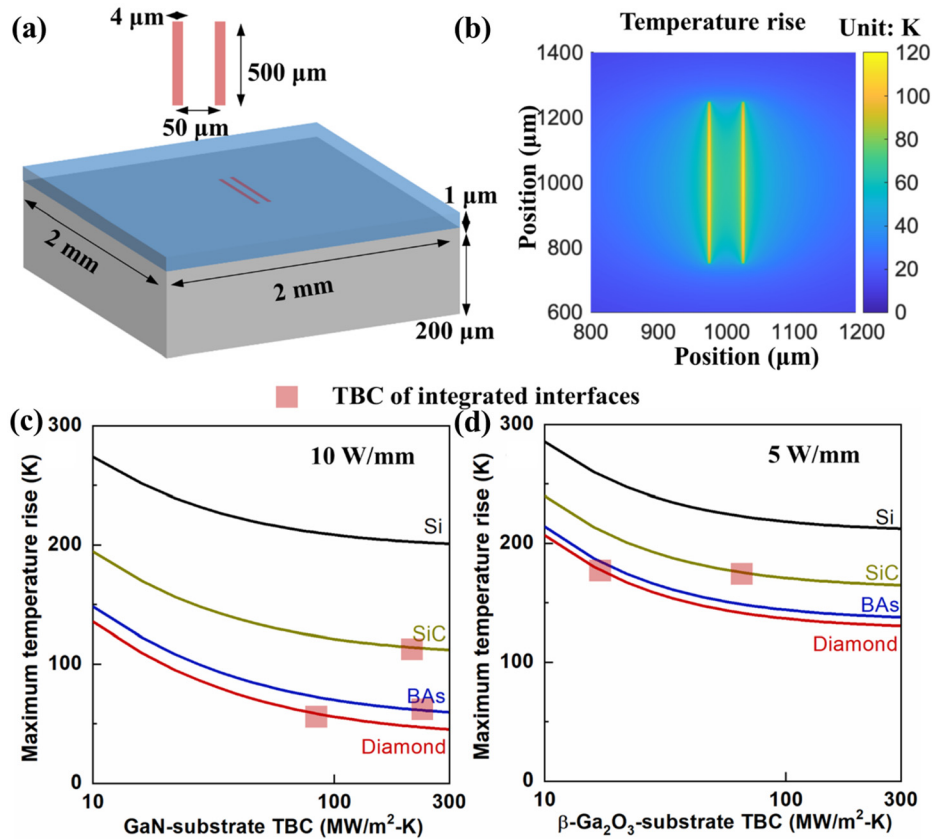 (a)
4 µm
500 µm
50 µm
1 µm
2 mm
2 mm
200 µm
(b)
Temperature rise
Unit: K
1400
1200
1000
800
600
Position (µm)
800
900
1000
1100
1190
Position (µm)
120
100
80
60
40
20
0
TBC of integrated interfaces
(c)
10 W/mm
300
200
100
0
Maximum temperature rise (K)
Si
SiC
BAs
Diamond
10
100
300
GaN-substrate TBC (MW/m²-K)
(d)
5 W/mm
300
200
100
0
Maximum temperature rise (K)
Si
SiC
BAs
Diamond
10
100
300
β-Ga₂O₃-substrate TBC (MW/m²-K)